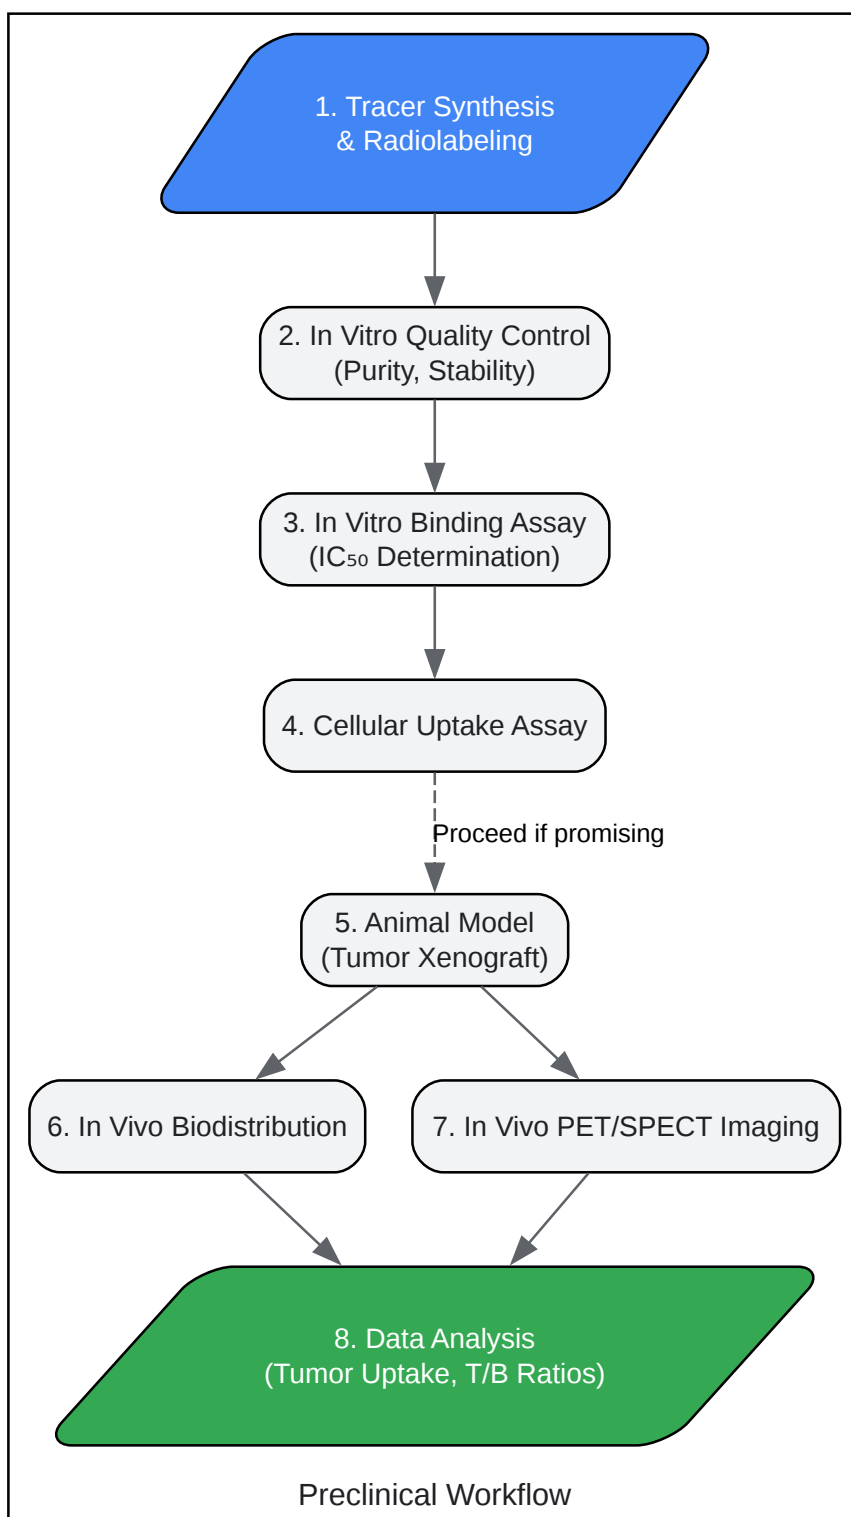 1. Tracer Synthesis
& Radiolabeling
2. In Vitro Quality Control
(Purity, Stability)
3. In Vitro Binding Assay
(IC₅₀ Determination)
4. Cellular Uptake Assay
Proceed if promising
5. Animal Model
(Tumor Xenograft)
6. In Vivo Biodistribution
7. In Vivo PET/SPECT Imaging
8. Data Analysis
(Tumor Uptake, T/B Ratios)
Preclinical Workflow